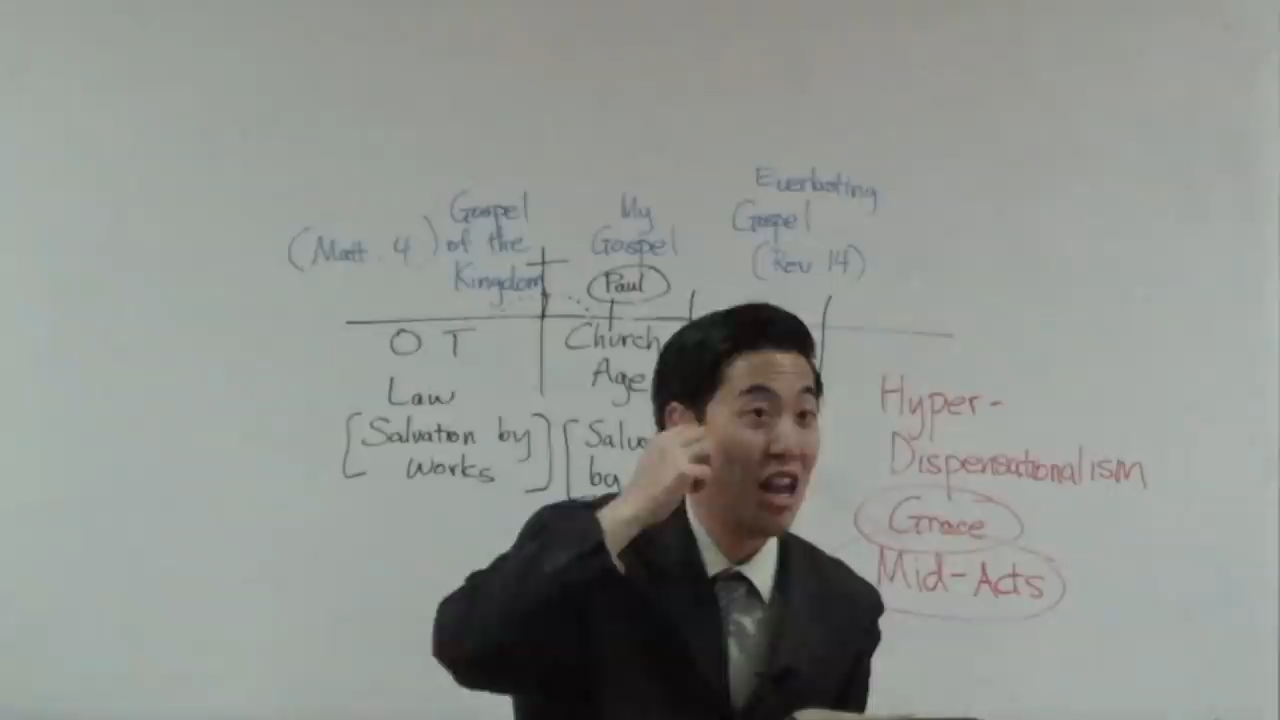 Gospel
of the
Kingdom
(Matt. 4)
My
Gospel
Paul
Everlasting
Gospel
(Rev 14)
O T
Law
[Salvation by
Works]
Church
Age
by
Hyper-
Dispensationalism
Grace
Mid-Acts